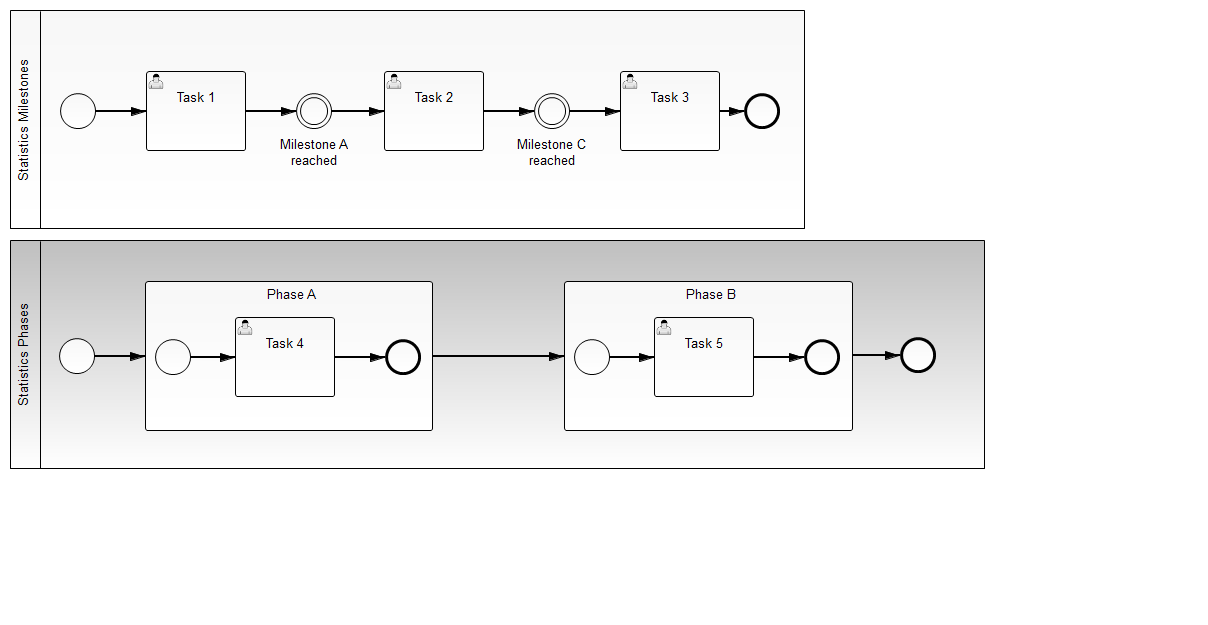 Statistics Milestones
Task 1
Milestone A
reached
Task 2
Milestone C
reached
Task 3
Statistics Phases
Phase A
Task 4
Phase B
Task 5